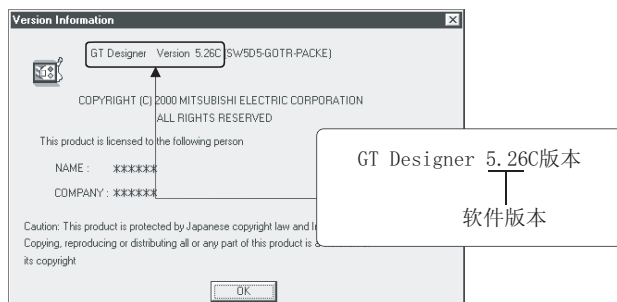 Version Information
GT Designer Version 5.26C (SW5D5-GOTR-PACKE)
COPYRIGHT (C) 2000 MITSUBISHI ELECTRIC CORPORATION
ALL RIGHTS RESERVED
This product is licensed to the following person
NAME : ******
COMPANY : ******
Caution: This product is protected by Japanese copyright law and
Copying, reproducing or distributing all or any part of this product is
its copyright
OK
GT Designer 5.26C版本
软件版本